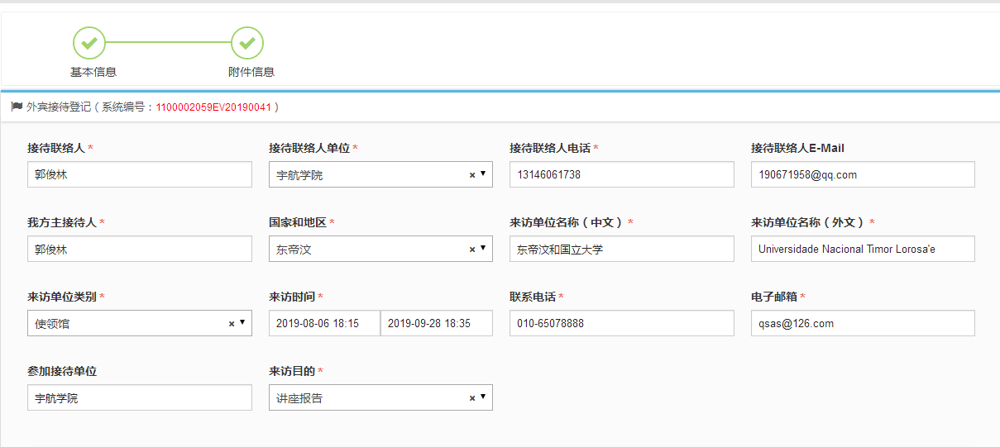 基本信息 附件信息
外宾接待登记（系统编号：1100002059EV20190041）
接待联络人 * 接待联络人单位 * 接待联络人电话 * 接待联络人E-Mail
郭俊林 宇航学院 × ▼ 13146061738 190671958@qq.com
我方主接待人 * 国家和地区 * 来访单位名称（中文） * 来访单位名称（外文） *
郭俊林 东帝汶 × ▼ 东帝汶和国立大学 Universidade Nacional Timor Lorosa'e
来访单位类别 * 来访时间 * 联系电话 * 电子邮箱 *
使领馆 × ▼ 2019-08-06 18:15 2019-09-28 18:35 010-65078888 qsas@126.com
参加接待单位 来访目的 *
宇航学院 讲座报告 × ▼